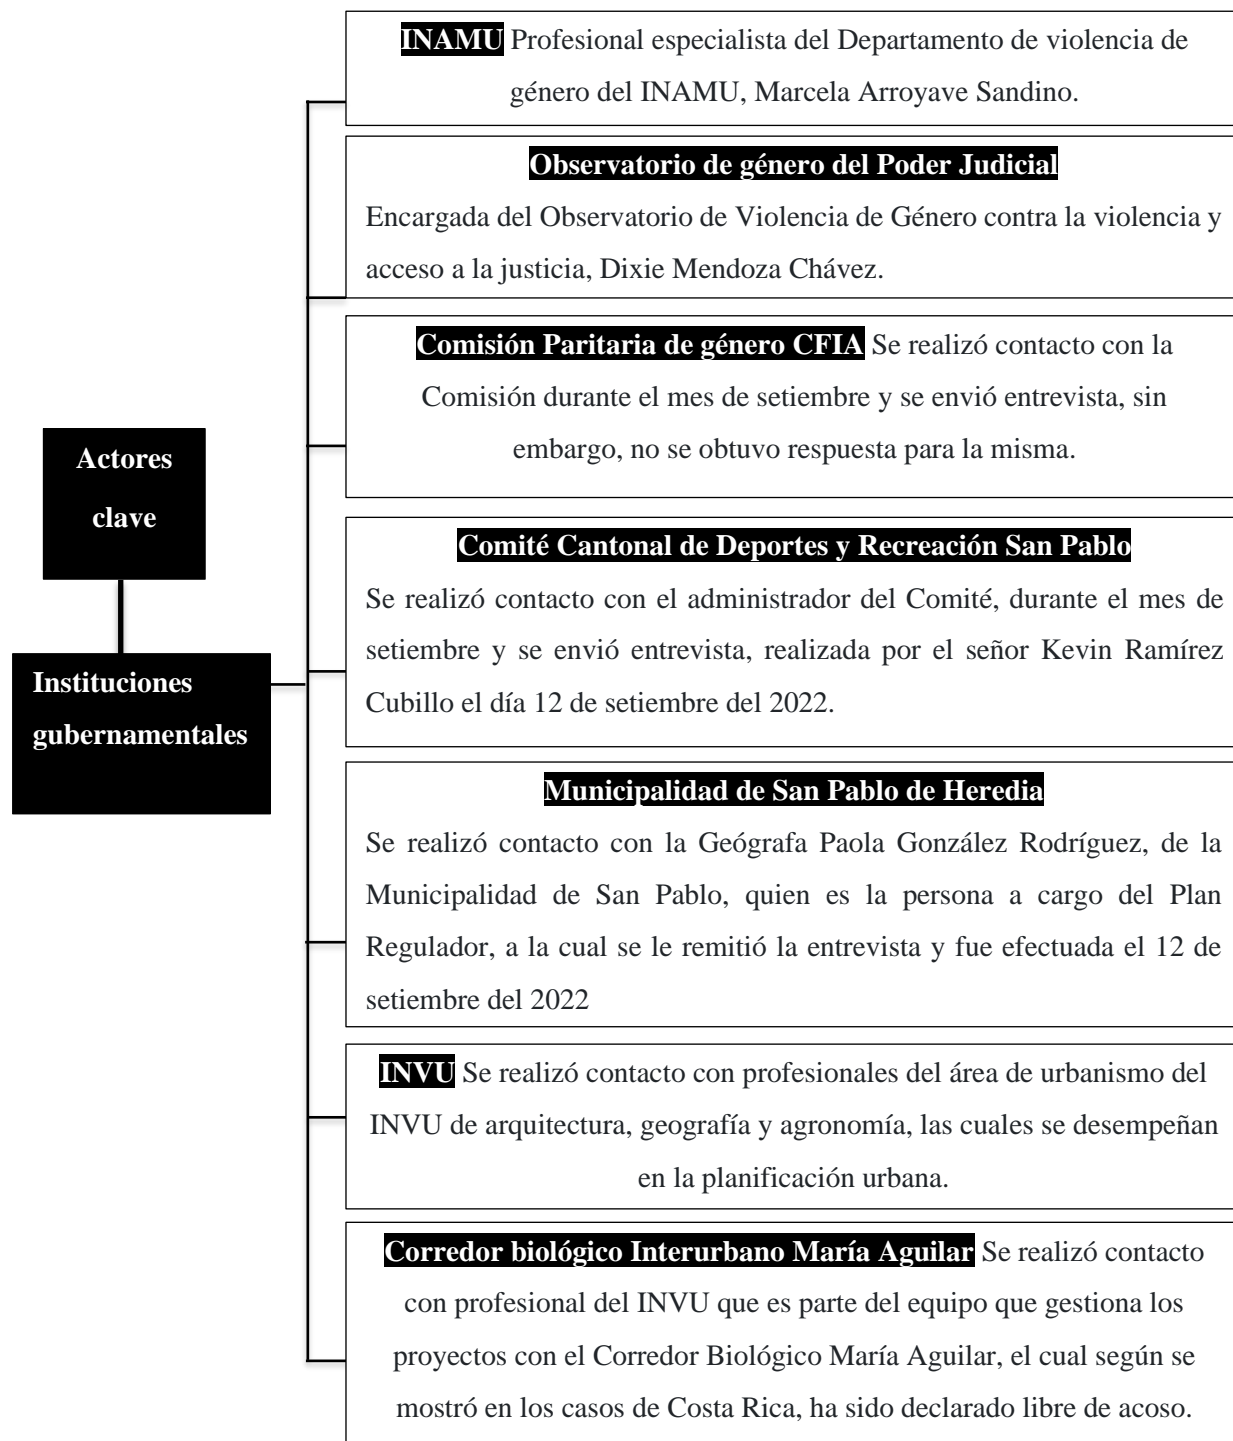 INAMU Profesional especialista del Departamento de violencia de
género del INAMU, Marcela Arroyave Sandino.
Observatorio de género del Poder Judicial
Encargada del Observatorio de Violencia de Género contra la violencia y
acceso a la justicia, Dixie Mendoza Chávez.
Comisión Paritaria de género CFIA Se realizó contacto con la
Comisión durante el mes de setiembre y se envió entrevista, sin
embargo, no se obtuvo respuesta para la misma.
Actores
clave
Instituciones
gubernamentales
Comité Cantonal de Deportes y Recreación San Pablo
Se realizó contacto con el administrador del Comité, durante el mes de
setiembre y se envió entrevista, realizada por el señor Kevin Ramírez
Cubillo el día 12 de setiembre del 2022.
Municipalidad de San Pablo de Heredia
Se realizó contacto con la Geógrafa Paola González Rodríguez, de la
Municipalidad de San Pablo, quien es la persona a cargo del Plan
Regulador, a la cual se le remitió la entrevista y fue efectuada el 12 de
setiembre del 2022
INVU Se realizó contacto con profesionales del área de urbanismo del
INVU de arquitectura, geografía y agronomía, las cuales se desempeñan
en la planificación urbana.
Corredor biológico Interurbano María Aguilar Se realizó contacto
con profesional del INVU que es parte del equipo que gestiona los
proyectos con el Corredor Biológico María Aguilar, el cual según se
mostró en los casos de Costa Rica, ha sido declarado libre de acoso.